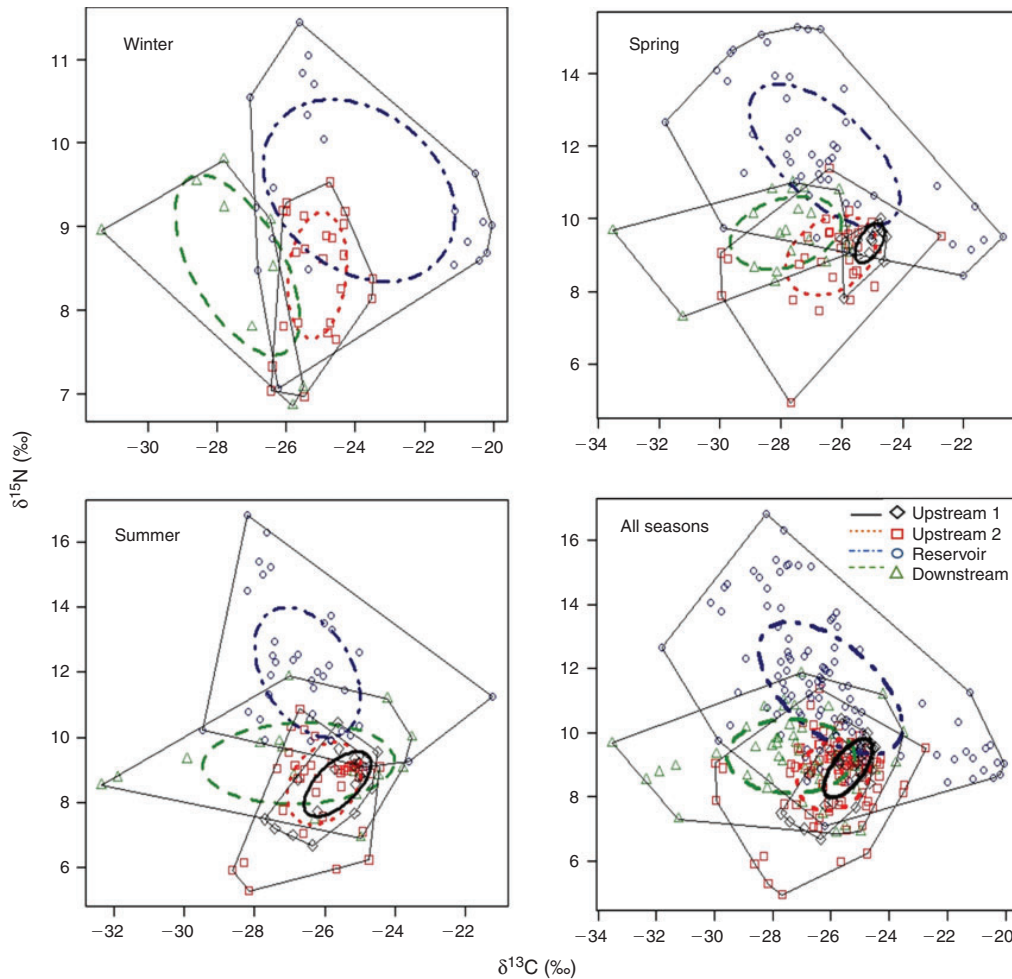 Winter
11
10
9
8
7
−30 −28 −26 −24 −22 −20
Spring
14
12
10
8
6
−34 −32 −30 −28 −26 −24 −22
δ15N (‰)
Summer
16
14
12
10
8
6
−32 −30 −28 −26 −24 −22
All seasons
Upstream 1
Upstream 2
Reservoir
Downstream
16
14
12
10
8
6
−34 −32 −30 −28 −26 −24 −22 −20
δ13C (‰)